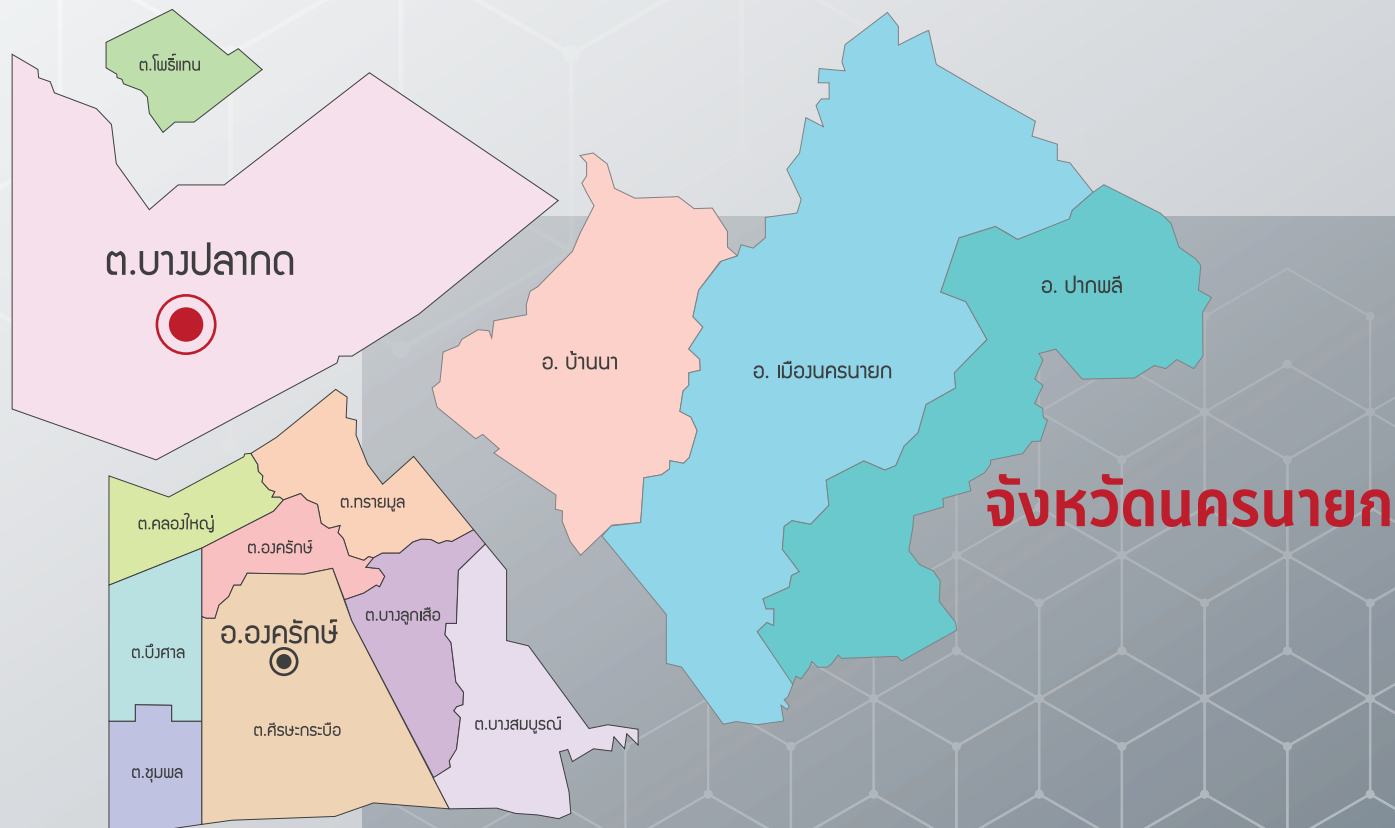 ต.โพธิ์แทน
ต.บางปลากด
อ. บ้านนา
อ. เมืองนครนายก
อ. ปากพลี
จังหวัดนครนายก
ต.คลองใหญ่
ต.ทรายมูล
ต.องครักษ์
ต.บางลูกเสือ
อ.องครักษ์
ต.บึงศาล
ต.ศีรษะกระบือ
ต.บางสมบูรณ์
ต.ชุมพล